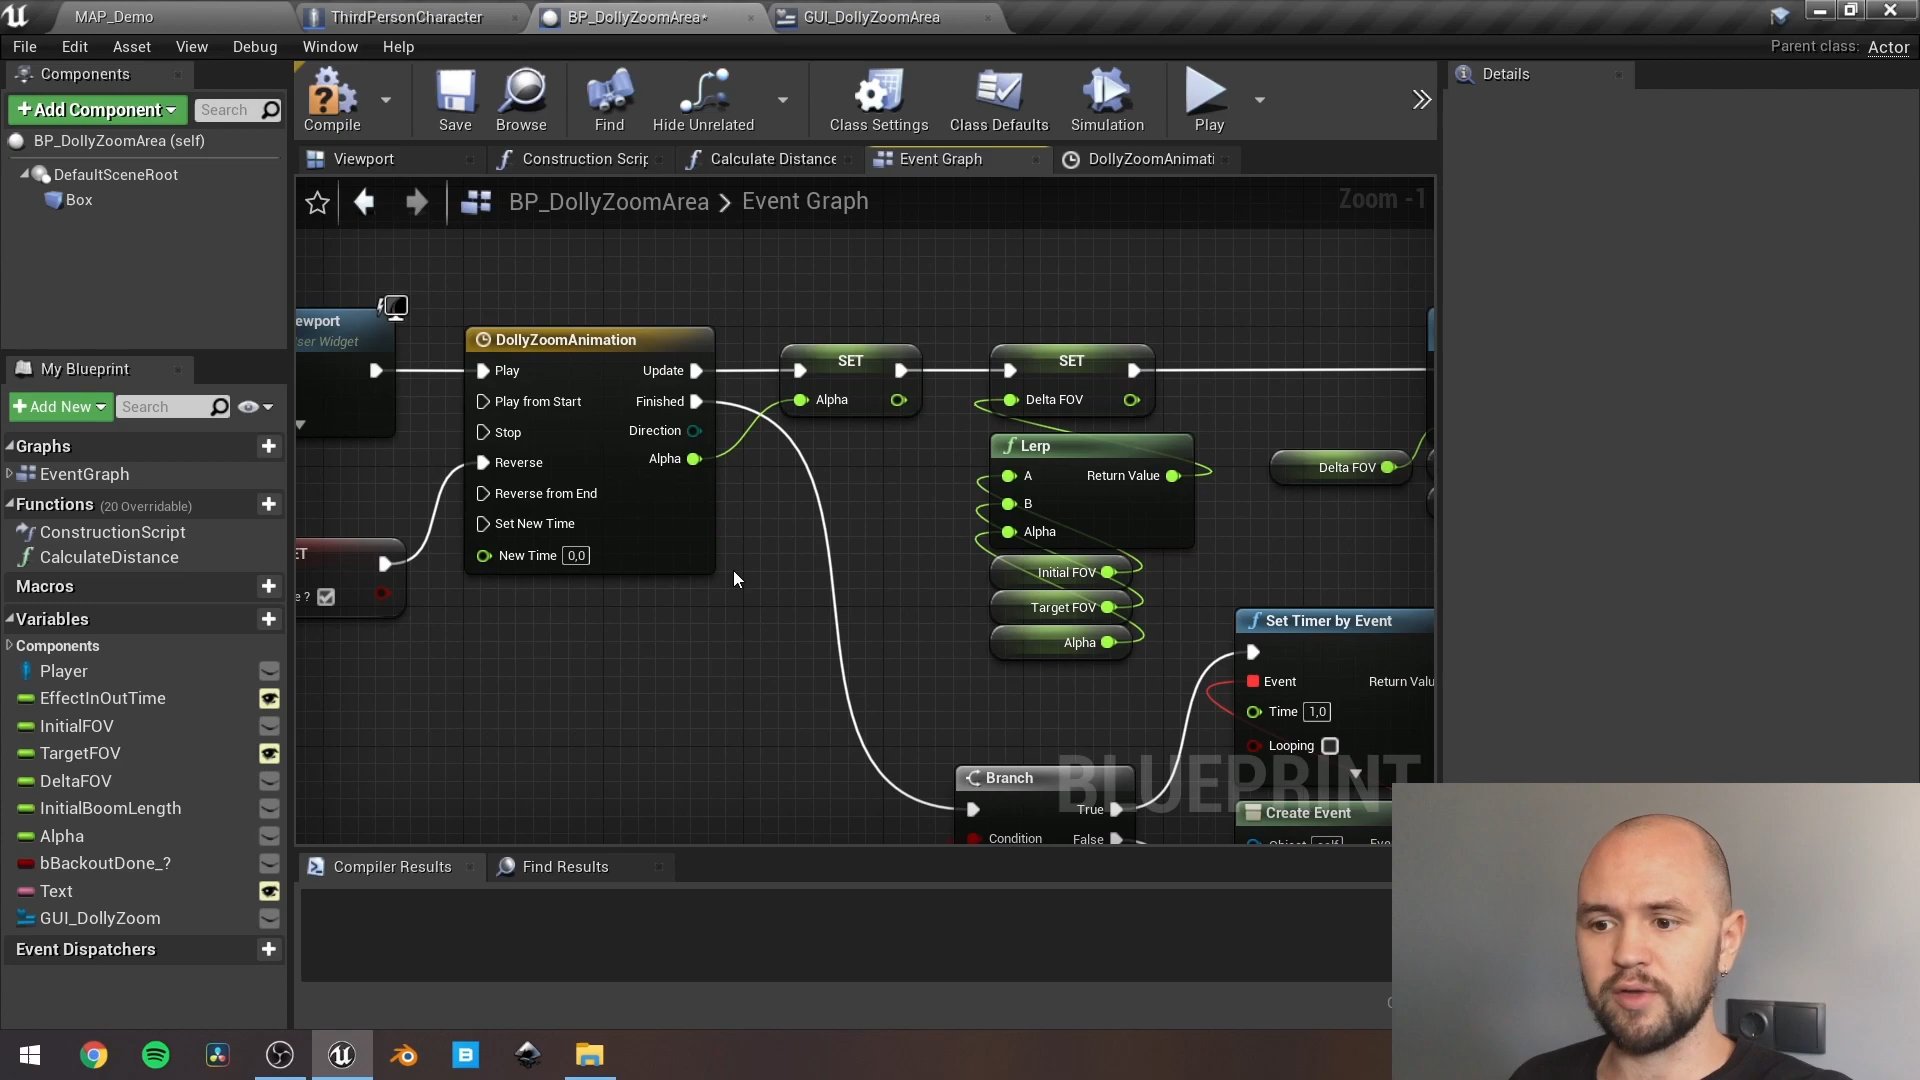 MAP_Demo
ThirdPersonCharacter
BP_DollyZoomArea*
GUI_DollyZoomArea
File Edit Asset View Debug Window Help
Parent class: Actor
Components
+Add Component
Search
Compile
Save
Browse
Find
Hide Unrelated
Class Settings
Class Defaults
Simulation
Play
Details
BP_DollyZoomArea (self)
DefaultSceneRoot
Box
Viewport
Construction Scrip
Calculate Distance
Event Graph
DollyZoomAnimati
BP_DollyZoomArea > Event Graph
Zoom -1
ewport
ser Widget
DollyZoomAnimation
Play
Update
Play from Start
Finished
Stop
Direction
Reverse
Alpha
Reverse from End
Set New Time
New Time 0,0
SET
Alpha
SET
Delta FOV
Lerp
A
Return Value
B
Alpha
Initial FOV
Target FOV
Alpha
Delta FOV
ET
e ?
Set Timer by Event
Event
Return Valu
Time 1,0
Looping
Branch
True
Condition
False
BLUEPRINT
Create Event
My Blueprint
+Add New
Search
Graphs
EventGraph
Functions (20 Overridable)
ConstructionScript
CalculateDistance
Macros
Variables
Components
Player
EffectInOutTime
InitialFOV
TargetFOV
DeltaFOV
InitialBoomLength
Alpha
bBackoutDone_?
Text
GUI_DollyZoom
Event Dispatchers
Compiler Results
Find Results